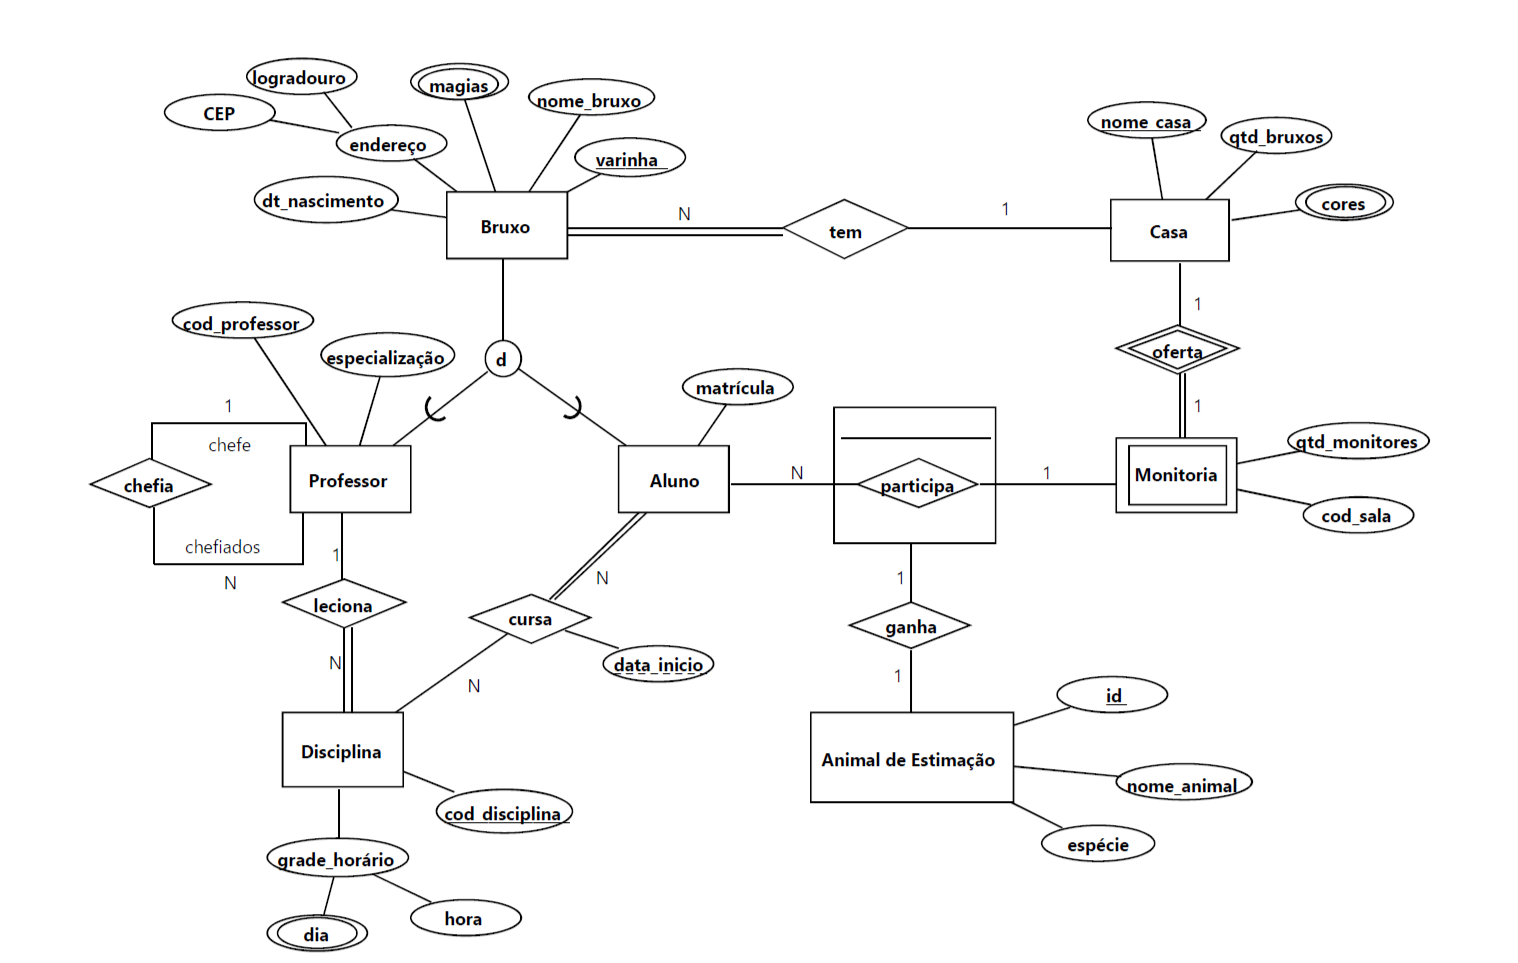 logradouro
magias
nome_bruxo
CEP
nome_casa
qtd_bruxos
endereço
varinha
dt_nascimento
cores
Bruxo
N
tem
1
Casa
1
cod_professor
oferta
especialização
d
matrícula
1
1
chefe
qtd_monitores
chefia
Professor
Aluno
N
participa
1
Monitoria
cod_sala
chefiados
N
1
leciona
N
cursa
1
ganha
N
data_inicio
N
1
id
Disciplina
Animal de Estimação
nome_animal
cod_disciplina
espécie
grade_horário
hora
dia